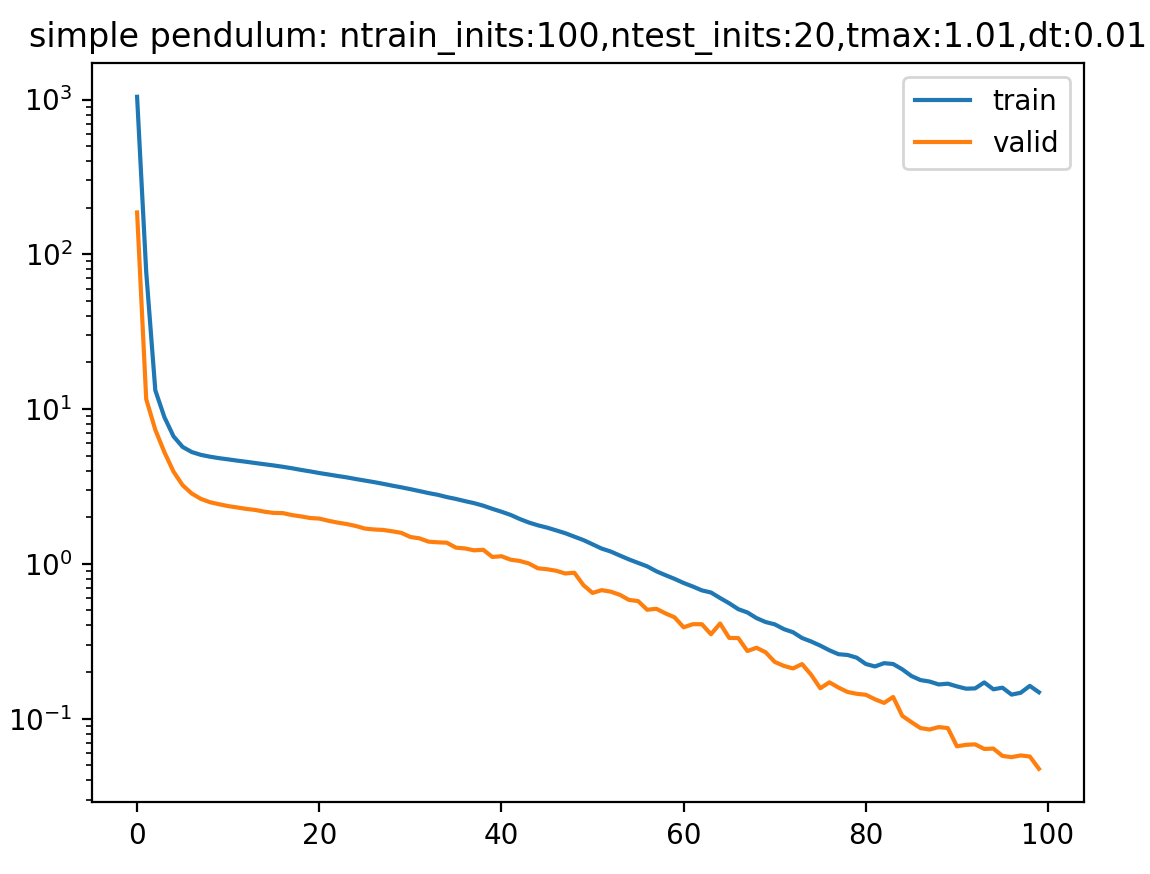 simple pendulum: ntrain_inits:100,ntest_inits:20,tmax:1.01,dt:0.01
train
valid
10³
10²
10¹
10⁰
10⁻¹
0 20 40 60 80 100